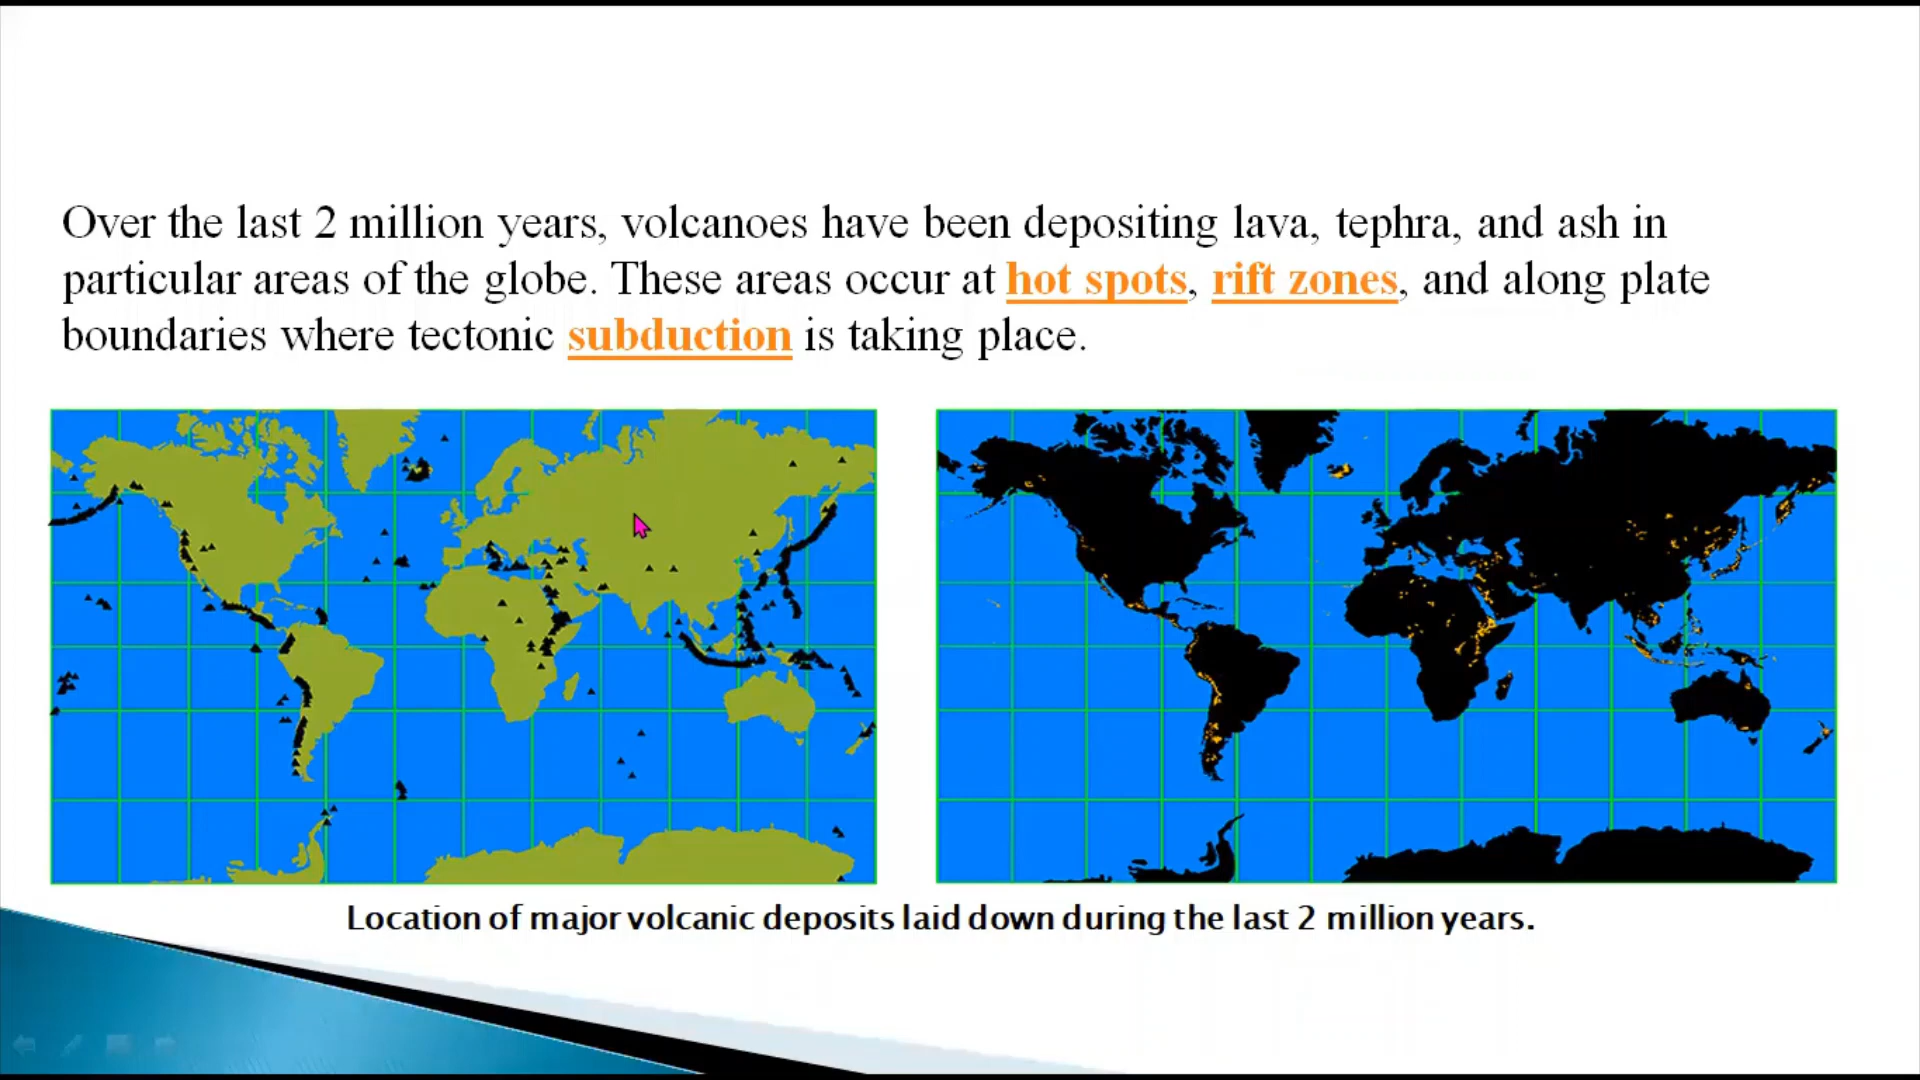 Over the last 2 million years, volcanoes have been depositing lava, tephra, and ash in
particular areas of the globe. These areas occur at hot spots, rift zones, and along plate
boundaries where tectonic subduction is taking place.
Location of major volcanic deposits laid down during the last 2 million years.